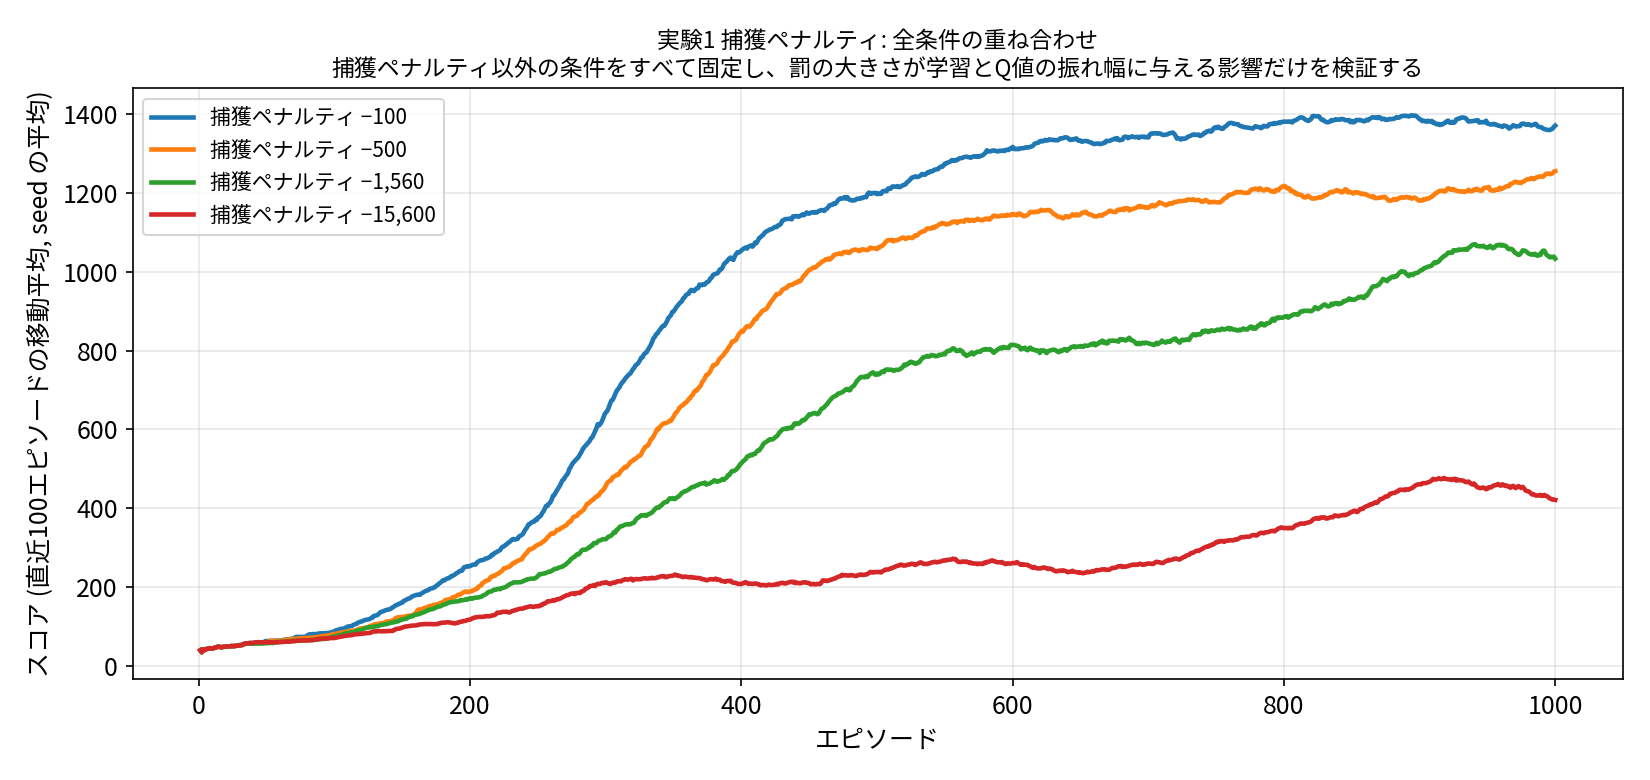 実験1 捕獲ペナルティ: 全条件の重ね合わせ
捕獲ペナルティ以外の条件をすべて固定し、罰の大きさが学習とQ値の振れ幅に与える影響だけを検証する
捕獲ペナルティ −100
捕獲ペナルティ −500
捕獲ペナルティ −1,560
捕獲ペナルティ −15,600
スコア (直近100エピソードの移動平均, seed の平均)
1400
1200
1000
800
600
400
200
0
0 200 400 600 800 1000
エピソード